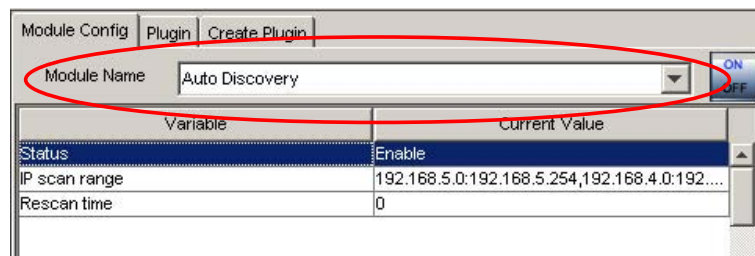 Module Config Plugin Create Plugin
Module Name Auto Discovery ON
OFF
Variable Current Value
Status Enable
IP scan range 192.168.5.0:192.168.5.254,192.168.4.0:192....
Rescan time 0